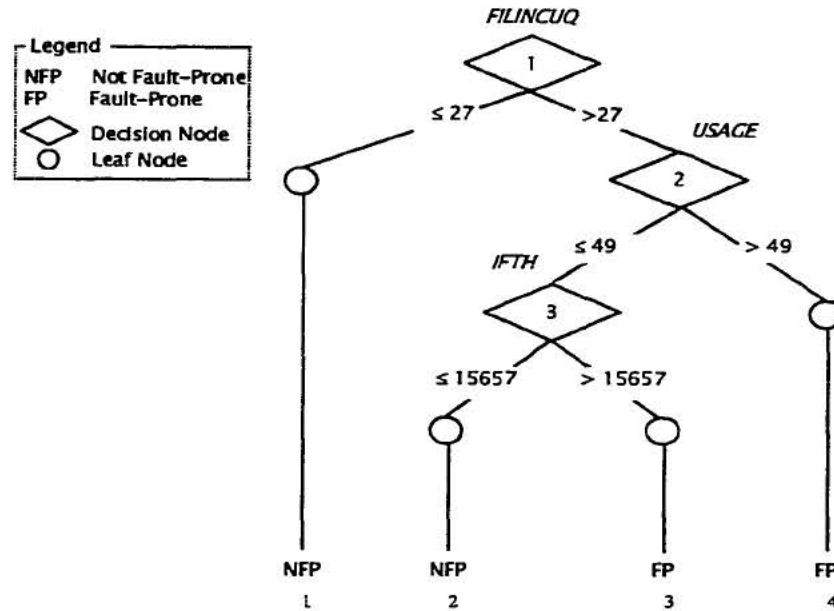 FILINCUQ
Legend
NFP Not Fault-Prone
FP Fault-Prone
Decision Node
Leaf Node
1
≤ 27
>27
USAGE
2
≤ 49
> 49
IFTH
3
≤ 15657
> 15657
NFP
NFP
FP
FP
1
2
3
4